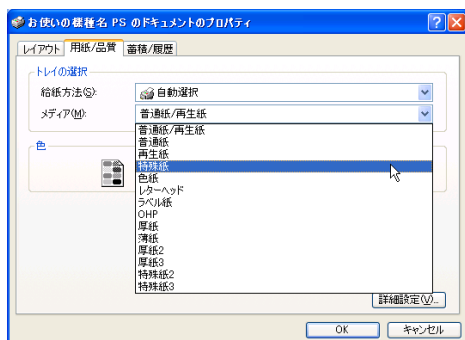 お使いの機種名 PS のドキュメントのプロパティ
レイアウト 用紙/品質 蓄積/履歴
トレイの選択
給紙方法(S): 自動選択
メディア(M): 普通紙/再生紙
普通紙/再生紙
普通紙
再生紙
特殊紙
色紙
レターヘッド
ラベル紙
OHP
厚紙
薄紙
厚紙2
厚紙3
特殊紙2
特殊紙3
色
詳細設定(V)...
OK キャンセル